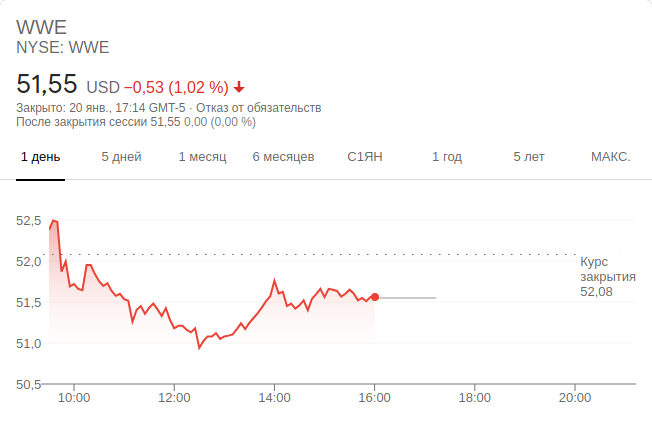 WWE
NYSE: WWE
51,55 USD −0,53 (1,02 %)
Закрыто: 20 янв., 17:14 GMT-5 · Отказ от обязательств
После закрытия сессии 51,55 0,00 (0,00 %)
1 день 5 дней 1 месяц 6 месяцев С1ЯН 1 год 5 лет МАКС.
52,5
52,0
51,5
51,0
50,5
Курс
закрытия
52,08
10:00 12:00 14:00 16:00 18:00 20:00